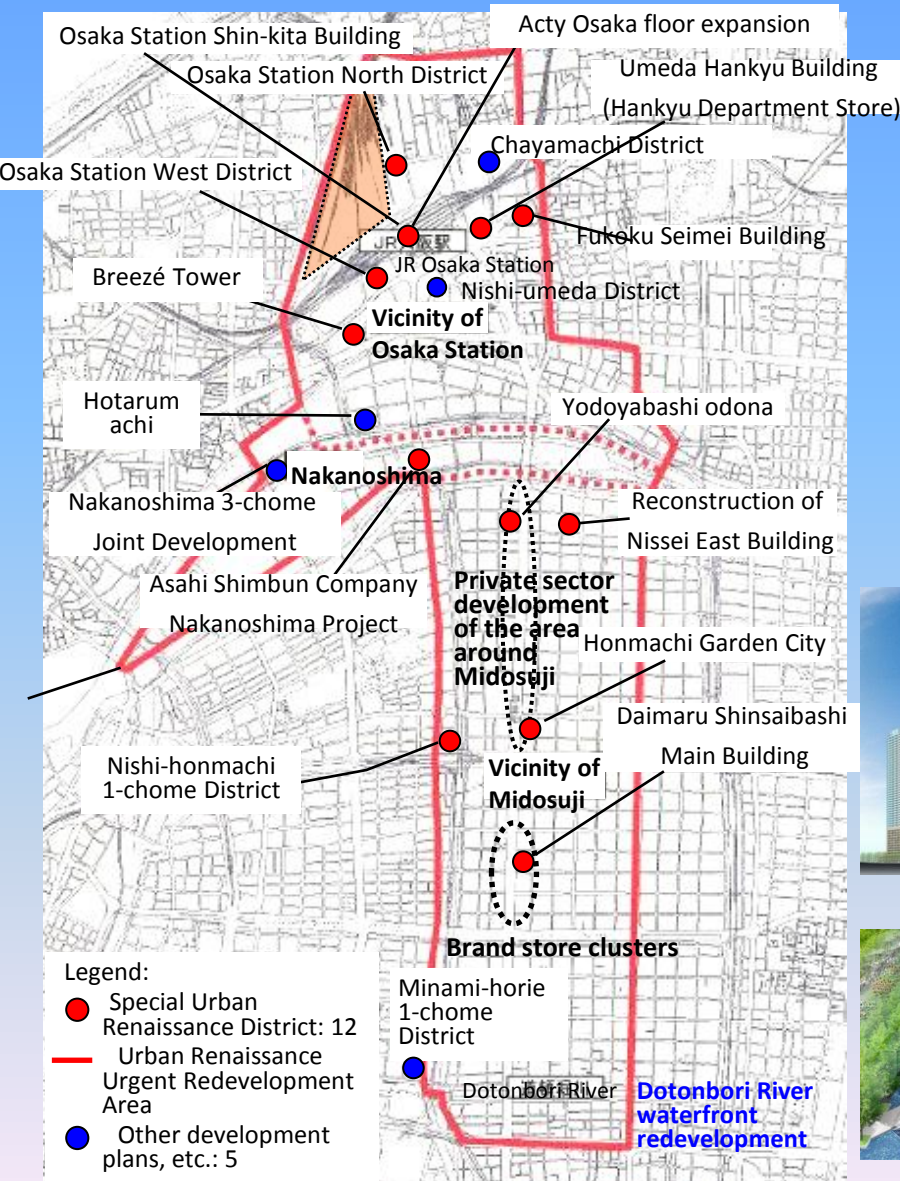 Acty Osaka floor expansion
Osaka Station Shin-kita Building
Umeda Hankyu Building
(Hankyu Department Store)
Osaka Station North District
Chayamachi District
Osaka Station West District
Fukoku Seimei Building
JR
駅
JR Osaka Station
Breezé Tower
Nishi-umeda District
Vicinity of
Osaka Station
Hotarum
achi
Yodoyabashi odona
Nakanoshima
Nakanoshima 3-chome
Joint Development
Reconstruction of
Nissei East Building
Asahi Shimbun Company
Nakanoshima Project
Private sector
development
of the area
around
Midosuji
Honmachi Garden City
Daimaru Shinsaibashi
Main Building
Nishi-honmachi
1-chome District
Vicinity of
Midosuji
Brand store clusters
Legend:
Special Urban
Renaissance District: 12
Urban Renaissance
Urgent Redevelopment
Area
Other development
plans, etc.: 5
Minami-horie
1-chome
District
Dotonbori River
Dotonbori River
waterfront
redevelopment